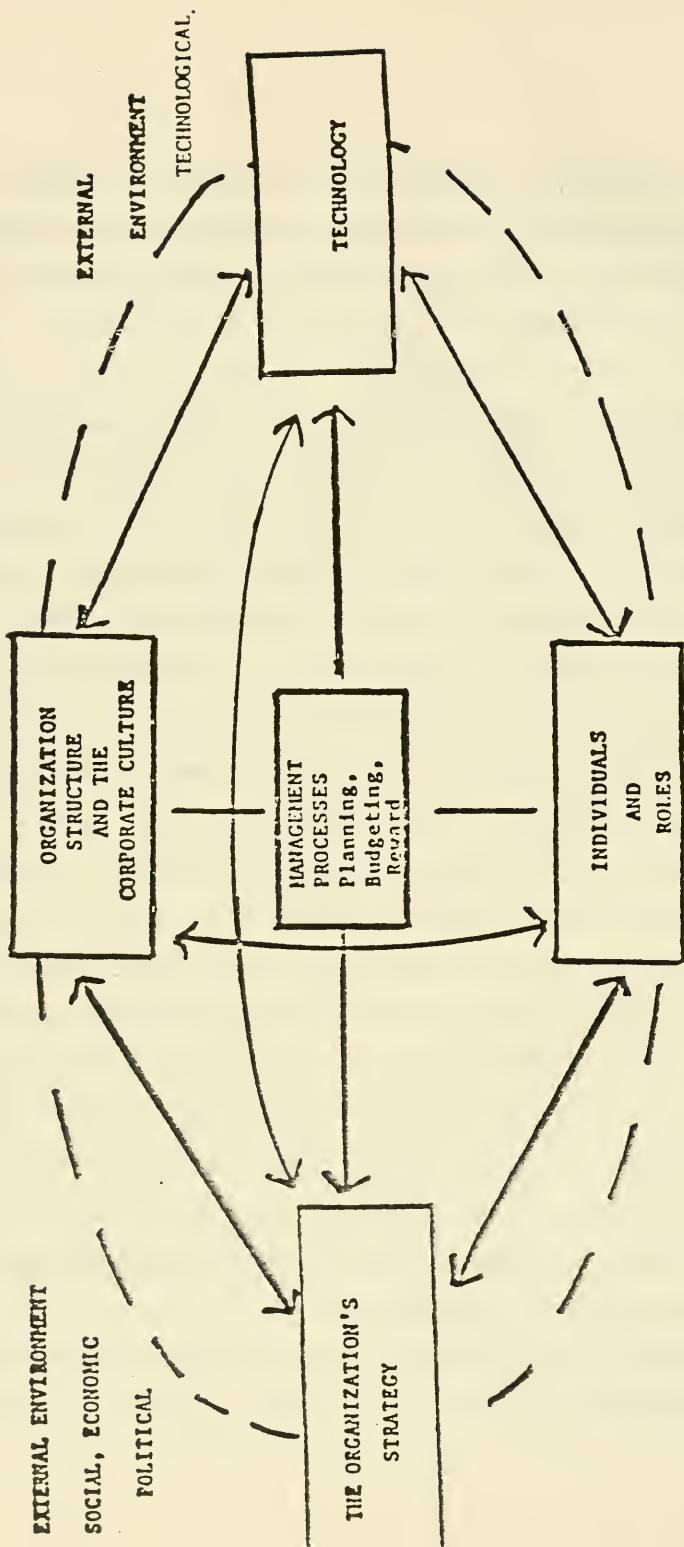 EXTERNAL ENVIRONMENT
SOCIAL, ECONOMIC
POLITICAL
EXTERNAL
ENVIRONMENT
TECHNOLOGICAL.
ORGANIZATION
STRUCTURE
AND THE
CORPORATE CULTURE
THE ORGANIZATION'S
STRATEGY
MANAGEMENT
PROCESSES
Planning,
Budgeting,
Reward
TECHNOLOGY
INDIVIDUALS
AND
ROLES